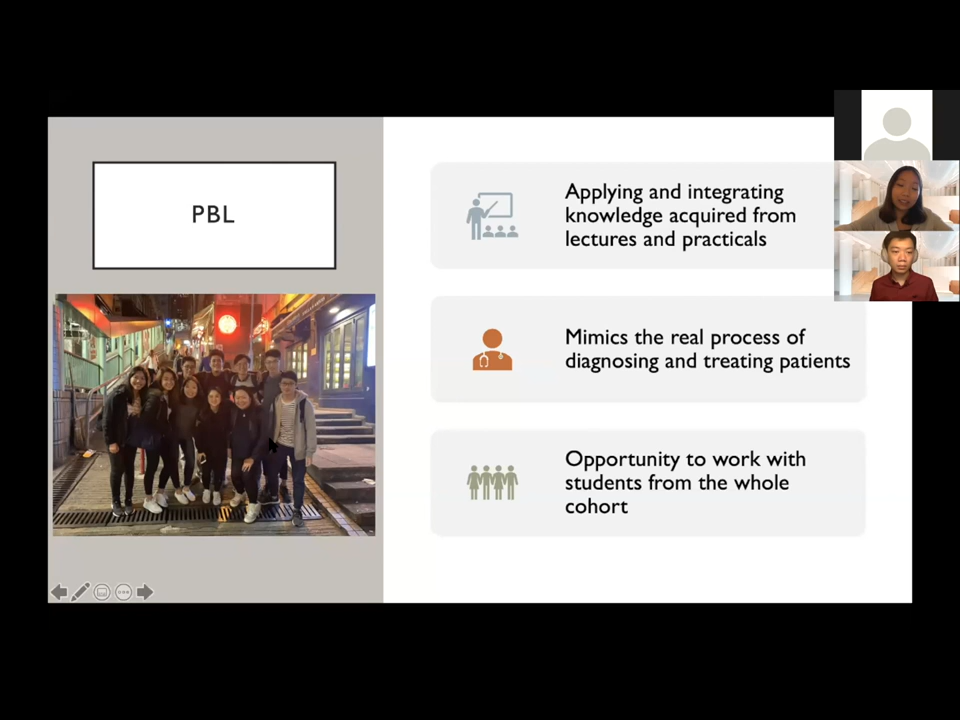 PBL
Applying and integrating
knowledge acquired from
lectures and practicals
Mimics the real process of
diagnosing and treating patients
Opportunity to work with
students from the whole
cohort